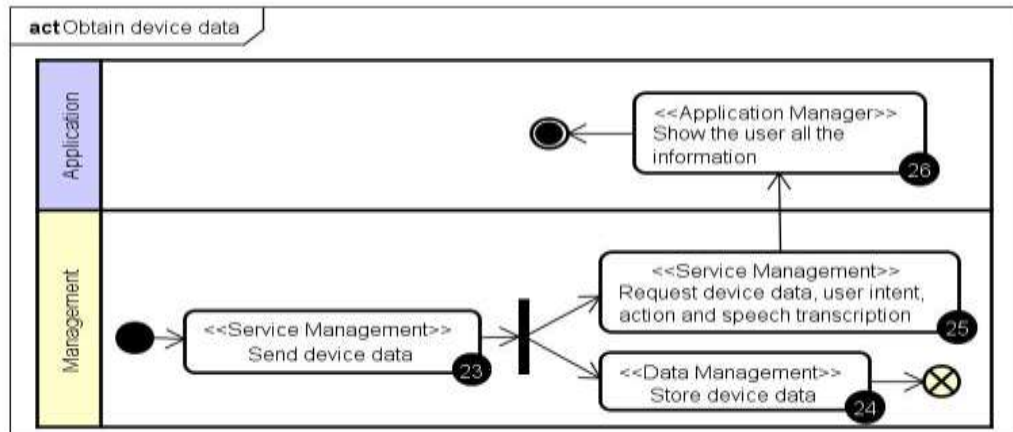 act Obtain device data
Application
<<Application Manager>>
Show the user all the
information
26
Management
<<Service Management>>
Send device data
23
<<Service Management>>
Request device data, user intent,
action and speech transcription
25
<<Data Management>>
Store device data
24